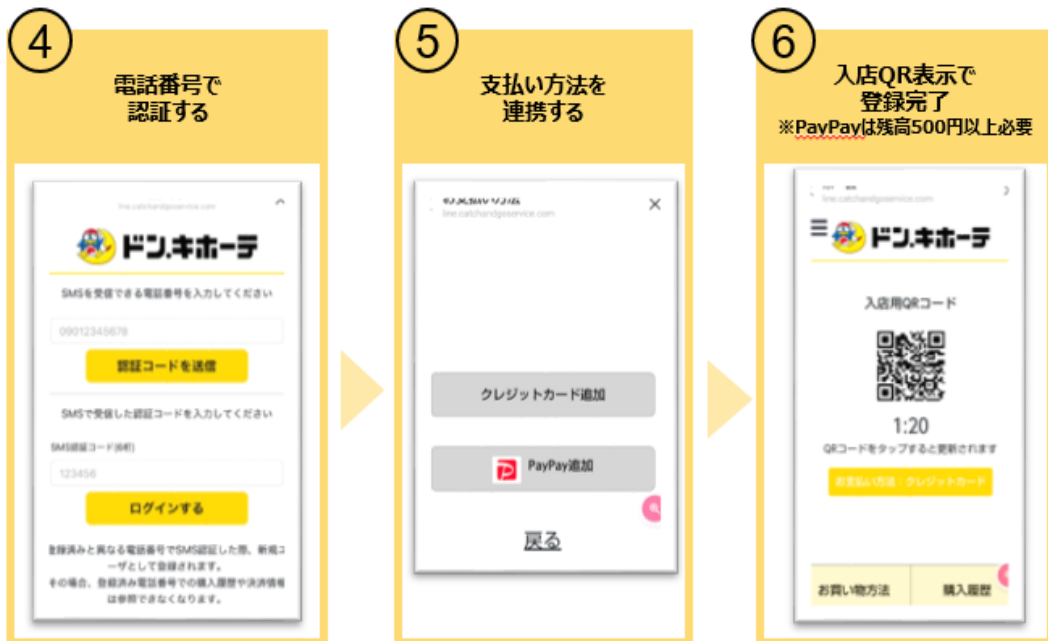 4
電話番号で
認証する
line.catchandgoservice.com
ドン.キホーテ
SMSを受信できる電話番号を入力してください
09012345678
認証コードを送信
SMSで受信した認証コードを入力してください
SMS認証コード(6桁)
123456
ログインする
登録済みと異なる電話番号でSMS認証した際、新規ユ
ーザとして登録されます。
その場合、登録済み電話番号での購入履歴や決済情報
は参照できなくなります。
5
支払い方法を
連携する
お支払い方法
line.catchandgoservice.com
クレジットカード追加
PayPay追加
戻る
6
入店QR表示で
登録完了
※PayPayは残高500円以上必要
line.catchandgoservice.com
ドン.キホーテ
入店用QRコード
1:20
QRコードをタップすると更新されます
お支払い方法：クレジットカード
お買い物方法
購入履歴